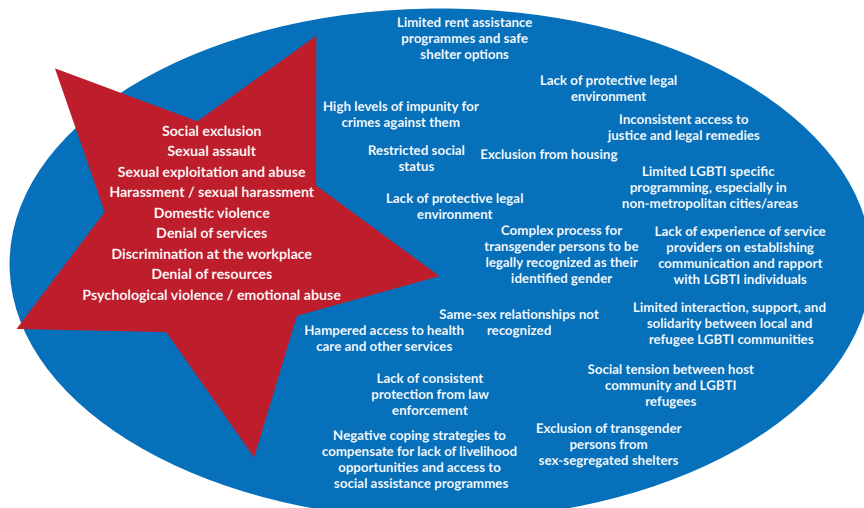 Limited rent assistance
programmes and safe
shelter options
Lack of protective legal
environment
High levels of impunity for
crimes against them
Inconsistent access to
justice and legal remedies
Restricted social
status
Exclusion from housing
Limited LGBTI specific
programming, especially in
non-metropolitan cities/areas
Lack of protective legal
environment
Complex process for
transgender persons to be
legally recognized as their
identified gender
Lack of experience of service
providers on establishing
communication and rapport
with LGBTI individuals
Same-sex relationships not
recognized
Limited interaction, support, and
solidarity between local and
refugee LGBTI communities
Hampered access to health
care and other services
Social tension between host
community and LGBTI
refugees
Lack of consistent
protection from law
enforcement
Exclusion of transgender
persons from
sex-segregated shelters
Negative coping strategies to
compensate for lack of livelihood
opportunities and access to
social assistance programmes
Social exclusion
Sexual assault
Sexual exploitation and abuse
Harassment / sexual harassment
Domestic violence
Denial of services
Discrimination at the workplace
Denial of resources
Psychological violence / emotional abuse